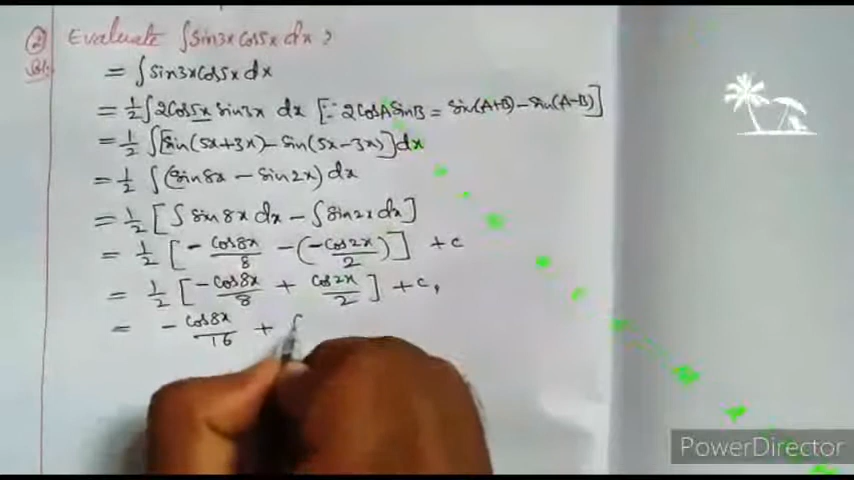 ② Evaluate ∫sin3x cos5x dx ?
Sol:
= ∫sin3x cos5x dx
= 1/2 ∫2cos5x sin3x dx [∵ 2cosA sinB = sin(A+B) - sin(A-B)]
= 1/2 ∫[sin(5x+3x) - sin(5x-3x)]dx
= 1/2 ∫(sin8x - sin2x) dx
= 1/2 [∫ sin8x dx - ∫ sin2x dx]
= 1/2 [- cos8x/8 - (-cos2x/2)] + c
= 1/2 [- cos8x/8 + cos2x/2] + c,
= - cos8x/16 +
PowerDirector